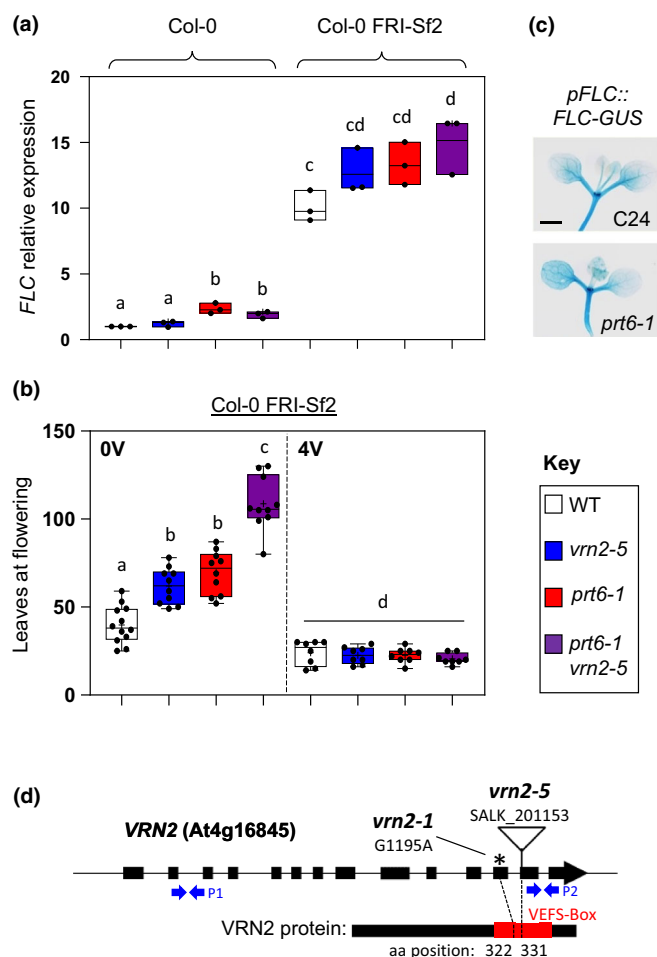 (a)
Col-0
Col-0 FRI-Sf2
FLC relative expression
20
15
10
5
0
a
a
b
b
c
cd
cd
d
(b)
Col-0 FRI-Sf2
Leaves at flowering
150
100
50
0
0V
4V
a
b
b
c
d
(c)
pFLC::
FLC-GUS
C24
prt6-1
Key
WT
vrn2-5
prt6-1
prt6-1
vrn2-5
(d)
VRN2 (At4g16845)
vrn2-1
G1195A
*
vrn2-5
SALK_201153
P1
P2
VEFS-Box
VRN2 protein:
aa position: 322 331